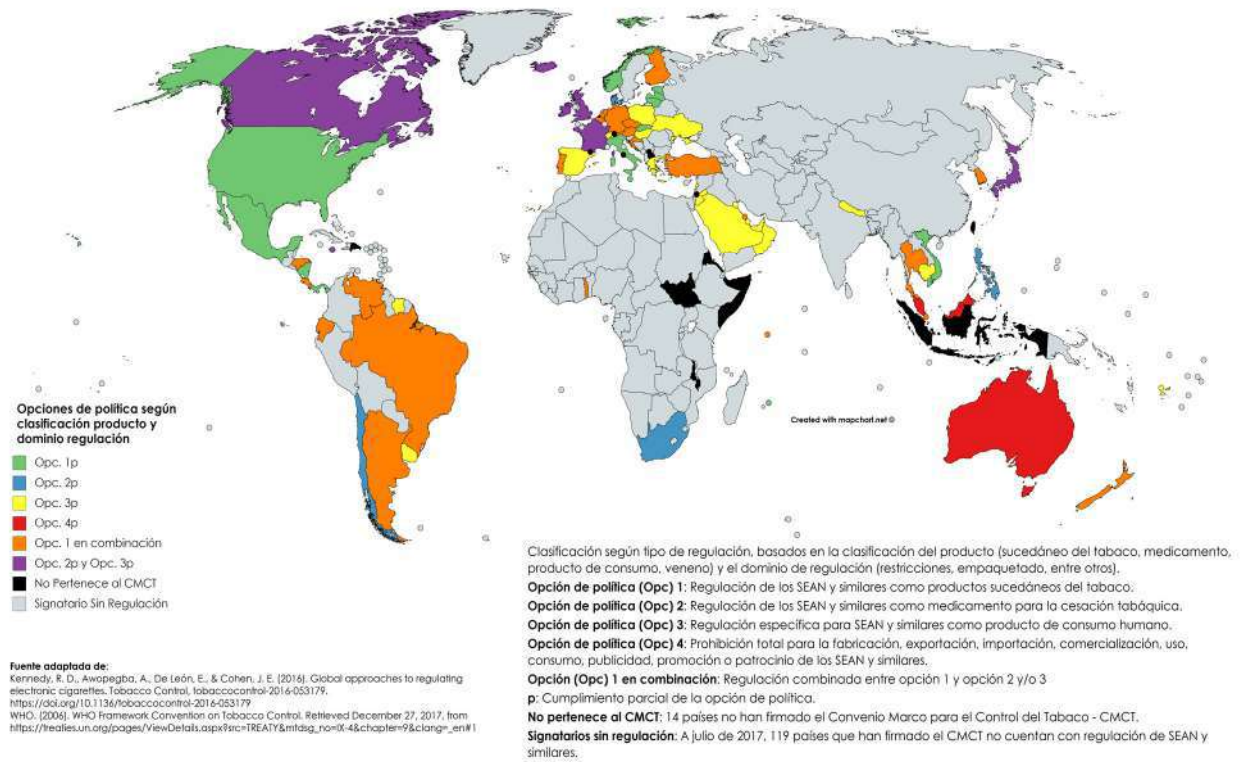 Created with mapchart.net ©
Opciones de política según
clasificación producto y
dominio regulación
Opc. 1p
Opc. 2p
Opc. 3p
Opc. 4p
Opc. 1 en combinación
Opc, 2p y Opc. 3p
No Pertenece al CMCT
Signatario Sin Regulación
Fuente adaptada de:
Kennedy, R. D., Awopegba, A., De León, E., & Cohen, J. E. (2016). Global approaches to regulating
electronic cigarettes. Tobacco Control, tobaccocontrol-2016-053179.
https://doi.org/10.1136/tobaccocontrol-2016-053179
WHO. (2006). WHO Framework Convention on Tobacco Control. Retrieved December 27, 2017, from
https://treaties.un.org/pages/ViewDetails.aspx?src=TREATY&mtdsg_no=IX-4&chapter=9&clang=_en#1
Clasificación según tipo de regulación, basados en la clasificación del producto (sucedáneo del tabaco, medicamento,
producto de consumo, veneno) y el dominio de regulación (restricciones, empaquetado, entre otros).
Opción de política (Opc) 1: Regulación de los SEAN y similares como productos sucedáneos del tabaco.
Opción de política (Opc) 2: Regulación de los SEAN y similares como medicamento para la cesación tabáquica.
Opción de política (Opc) 3: Regulación específica para SEAN y similares como producto de consumo humano.
Opción de política (Opc) 4: Prohibición total para la fabricación, exportación, importación, comercialización, uso,
consumo, publicidad, promoción o patrocinio de los SEAN y similares.
Opción (Opc) 1 en combinación: Regulación combinada entre opción 1 y opción 2 y/o 3
p: Cumplimiento parcial de la opción de política.
No pertenece al CMCT: 14 países no han firmado el Convenio Marco para el Control del Tabaco - CMCT.
Signatarios sin regulación: A julio de 2017, 119 países que han firmado el CMCT no cuentan con regulación de SEAN y
similares.